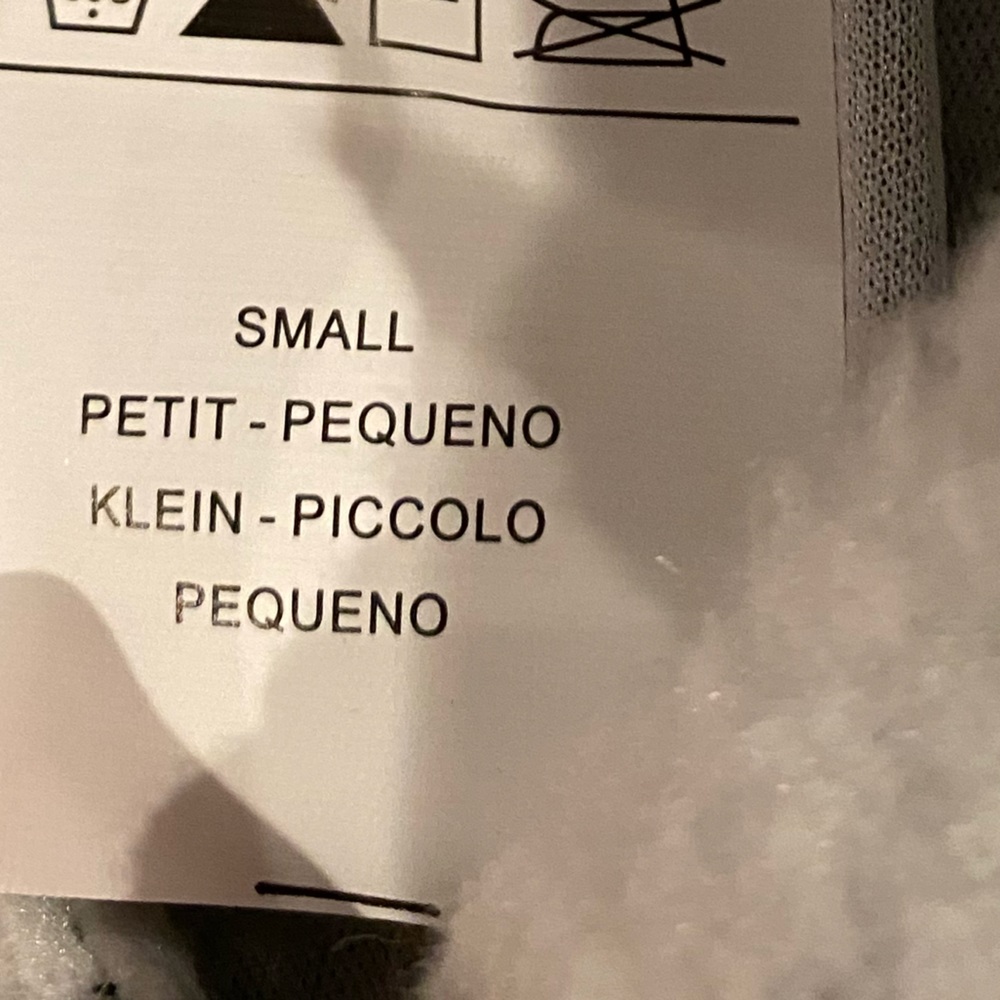 SMALL
PETIT - PEQUENO
KLEIN - PICCOLO
PEQUENO